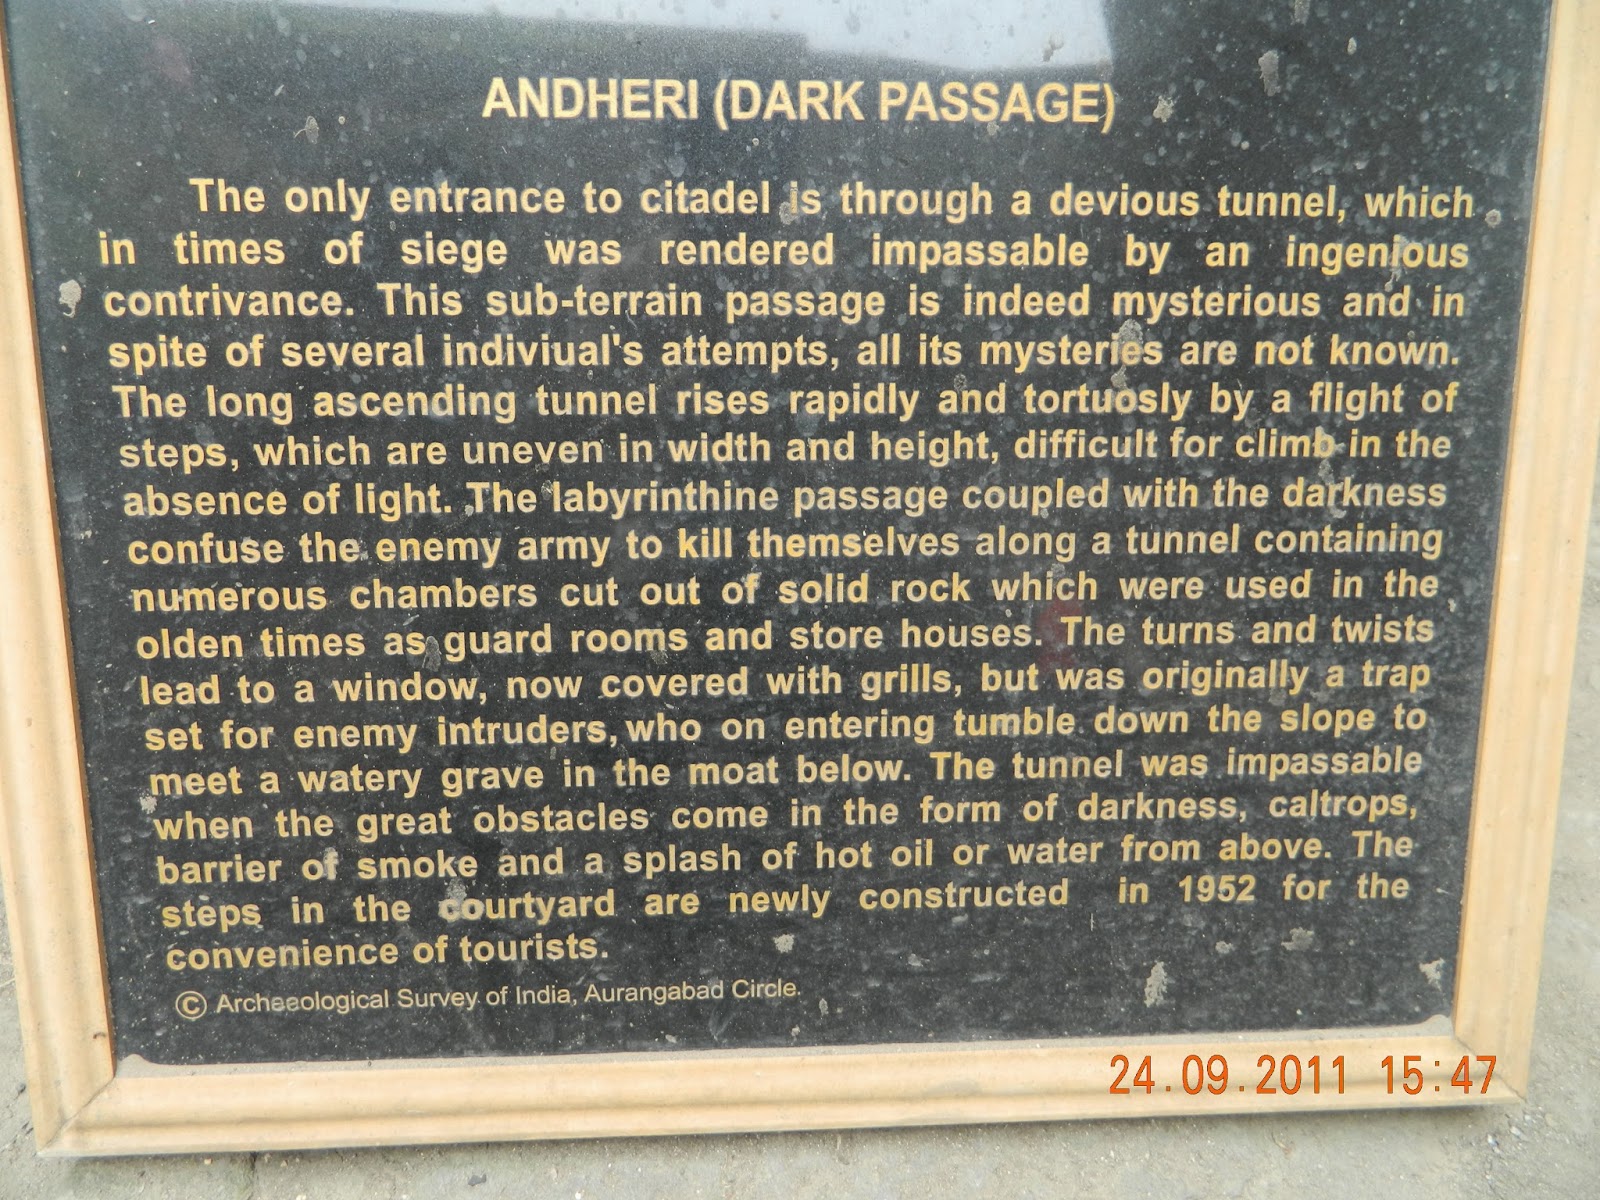 ANDHERI (DARK PASSAGE)
The only entrance to citadel is through a devious tunnel, which
in times of siege was rendered impassable by an ingenious
contrivance. This sub-terrain passage is indeed mysterious and in
spite of several indiviual's attempts, all its mysteries are not known.
The long ascending tunnel rises rapidly and tortuosly by a flight of
steps, which are uneven in width and height, difficult for climb in the
absence of light. The labyrinthine passage coupled with the darkness
confuse the enemy army to kill themselves along a tunnel containing
numerous chambers cut out of solid rock which were used in the
olden times as guard rooms and store houses. The turns and twists
lead to a window, now covered with grills, but was originally a trap
set for enemy intruders, who on entering tumble down the slope to
meet a watery grave in the moat below. The tunnel was impassable
when the great obstacles come in the form of darkness, caltrops,
barrier of smoke and a splash of hot oil or water from above. The
steps in the courtyard are newly constructed in 1952 for the
convenience of tourists.
© Archaeological Survey of India, Aurangabad Circle.
24.09.2011 15:47